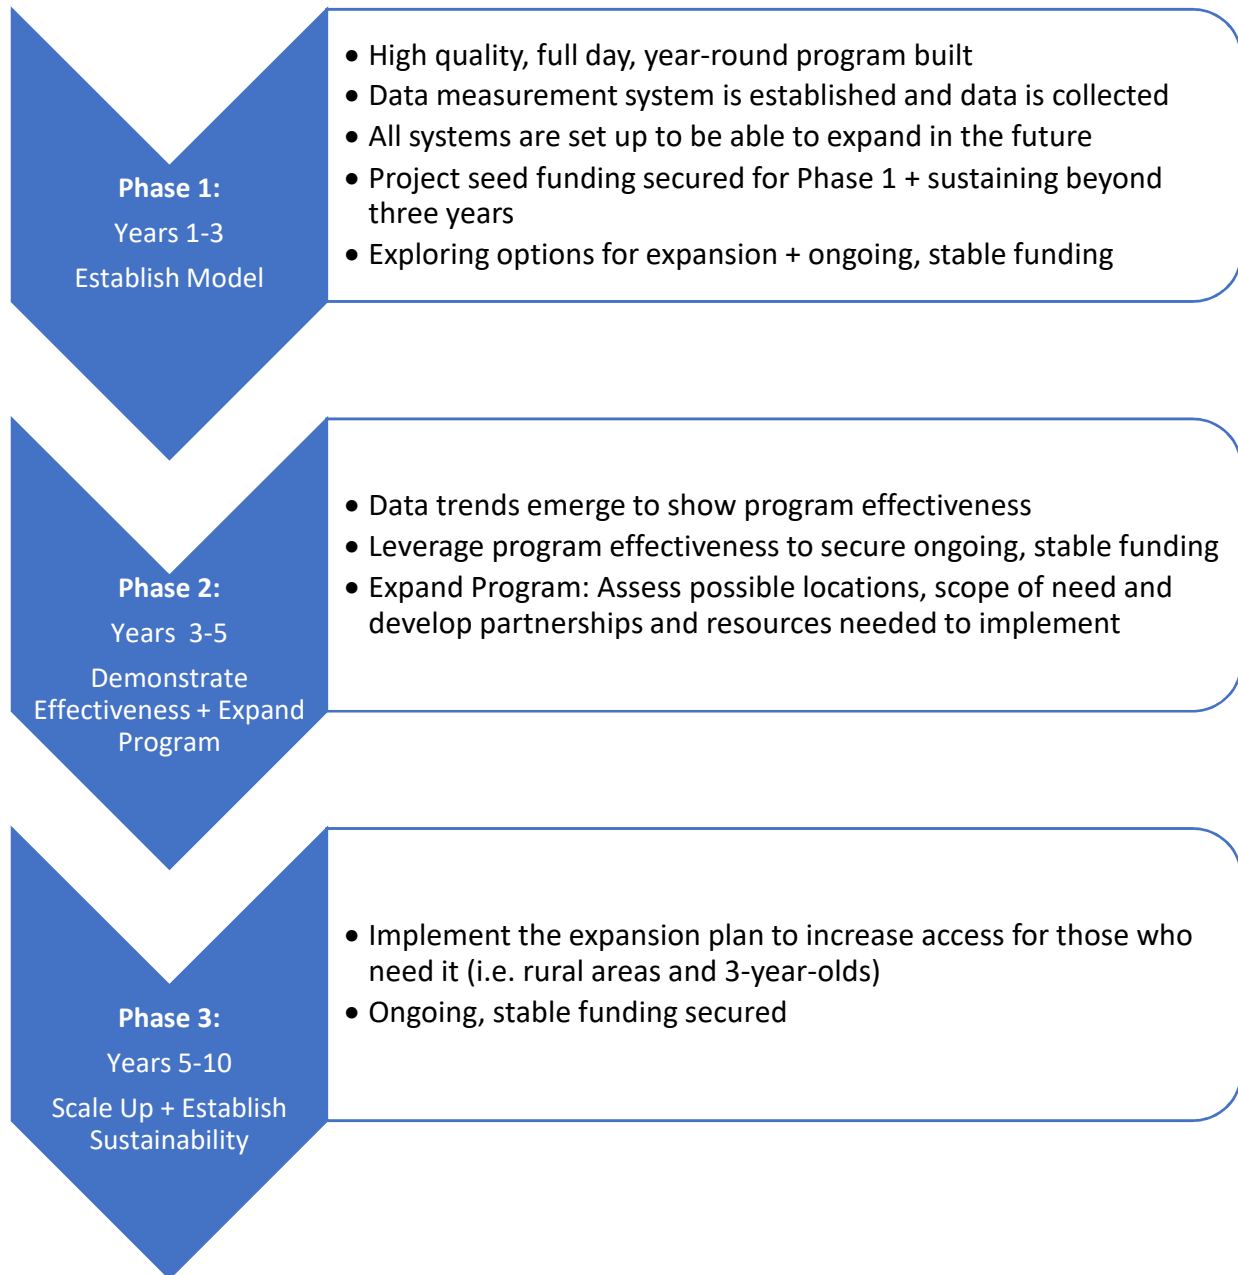 Phase 1:
Years 1-3
Establish Model
• High quality, full day, year-round program built
• Data measurement system is established and data is collected
• All systems are set up to be able to expand in the future
• Project seed funding secured for Phase 1 + sustaining beyond
three years
• Exploring options for expansion + ongoing, stable funding
Phase 2:
Years 3-5
Demonstrate
Effectiveness + Expand
Program
• Data trends emerge to show program effectiveness
• Leverage program effectiveness to secure ongoing, stable funding
• Expand Program: Assess possible locations, scope of need and
develop partnerships and resources needed to implement
Phase 3:
Years 5-10
Scale Up + Establish
Sustainability
• Implement the expansion plan to increase access for those who
need it (i.e. rural areas and 3-year-olds)
• Ongoing, stable funding secured